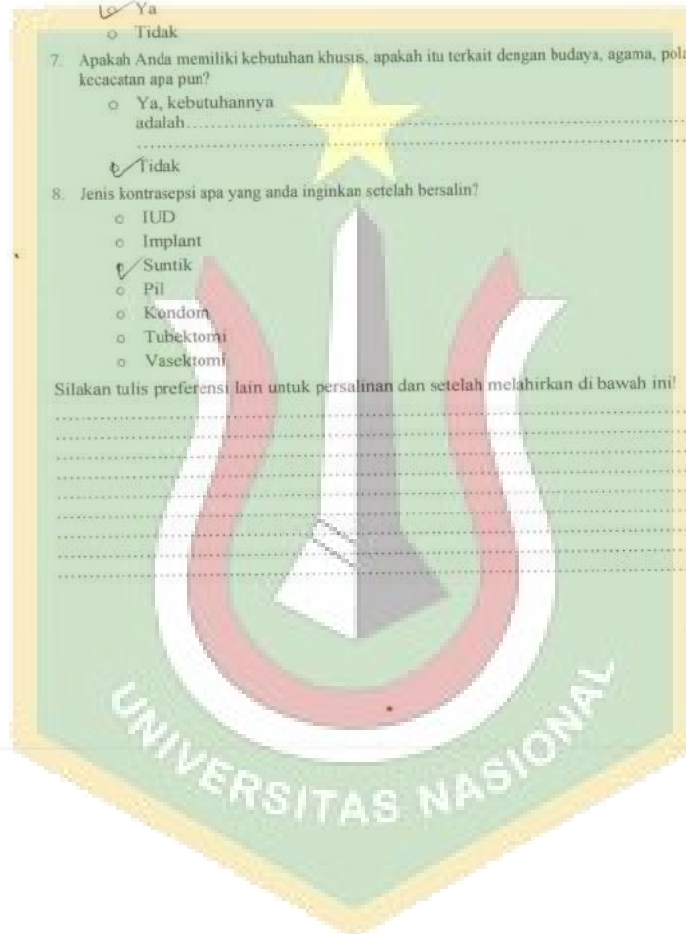 Ya
Tidak
7. Apakah Anda memiliki kebutuhan khusus, apakah itu terkait dengan budaya, agama, pola
kecacatan apa pun?
Ya, kebutuhannya
adalah
Tidak
8. Jenis kontrasepsi apa yang anda inginkan setelah bersalin?
IUD
Implant
Suntik
Pil
Kondom
Tubektomi
Vasektomi
Silakan tulis preferensi lain untuk persalinan dan setelah melahirkan di bawah ini!
UNIVERSITAS NASIONAL